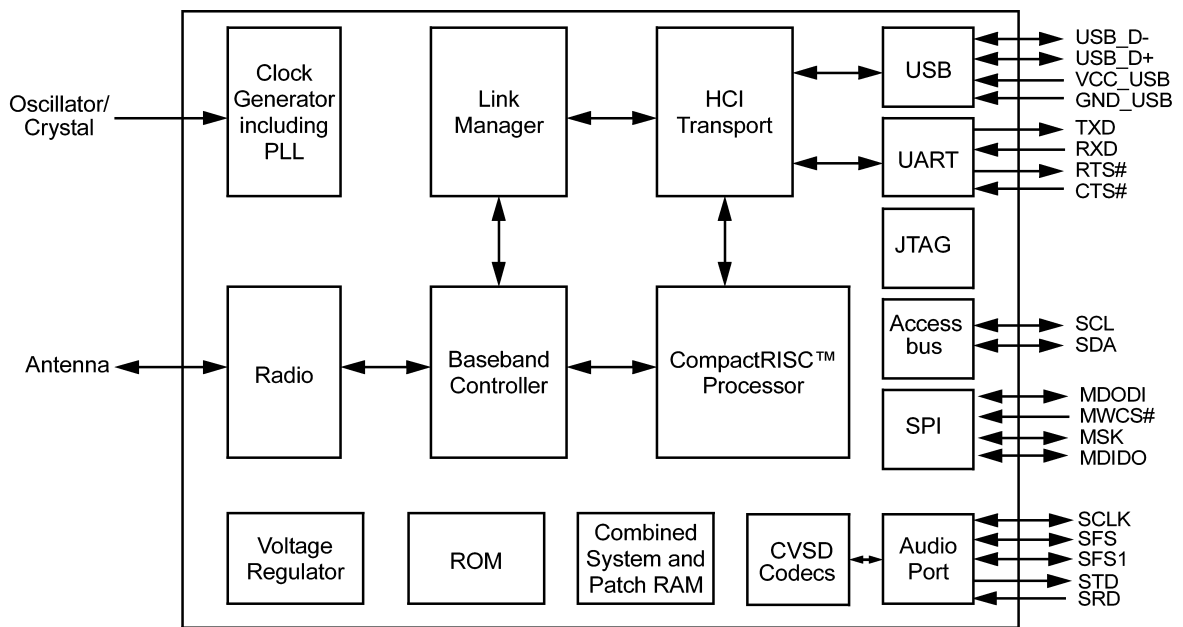 Oscillator/
Crystal
Clock
Generator
including
PLL
Link
Manager
HCI
Transport
USB
USB_D-
USB_D+
VCC_USB
GND_USB
UART
TXD
RXD
RTS#
CTS#
JTAG
Antenna
Radio
Baseband
Controller
CompactRISC™
Processor
Access
bus
SCL
SDA
SPI
MDODI
MWCS#
MSK
MDIDO
Voltage
Regulator
ROM
Combined
System and
Patch RAM
CVSD
Codecs
Audio
Port
SCLK
SFS
SFS1
STD
SRD